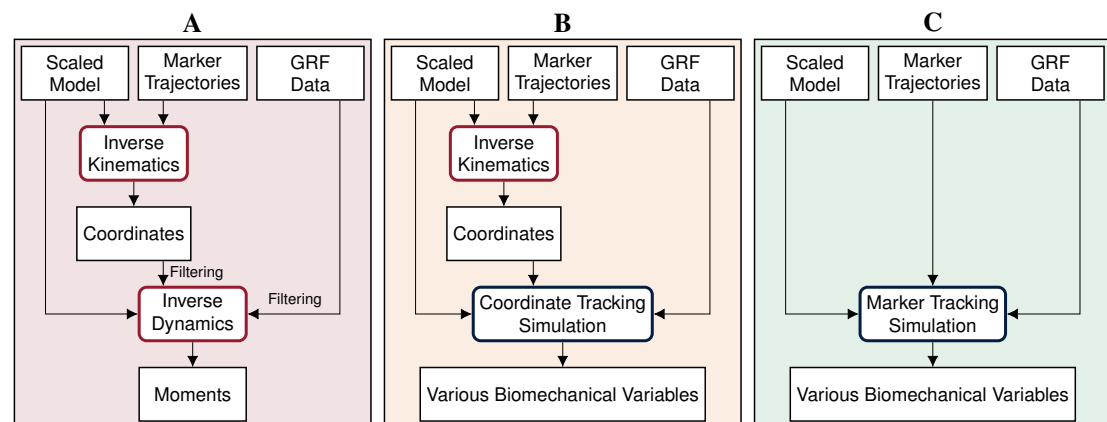 A
Scaled
Model
Marker
Trajectories
GRF
Data
Inverse
Kinematics
Coordinates
Filtering
Filtering
Inverse
Dynamics
Moments
B
Scaled
Model
Marker
Trajectories
GRF
Data
Inverse
Kinematics
Coordinates
Coordinate Tracking
Simulation
Various Biomechanical Variables
C
Scaled
Model
Marker
Trajectories
GRF
Data
Marker Tracking
Simulation
Various Biomechanical Variables